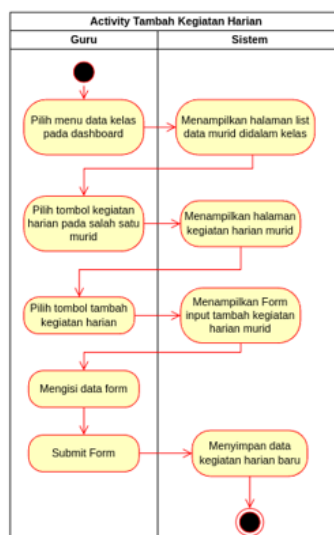 Activity Tambah Kegiatan Harian
Guru
Sistem
Pilih menu data kelas
pada dashboard
Menampilkan halaman list
data murid didalam kelas
Pilih tombol kegiatan
harian pada salah satu
murid
Menampilkan halaman
kegiatan harian murid
Pilih tombol tambah
kegiatan harian
Menampilkan Form
input tambah kegiatan
harian murid
Mengisi data form
Submit Form
Menyimpan data
kegiatan harian baru